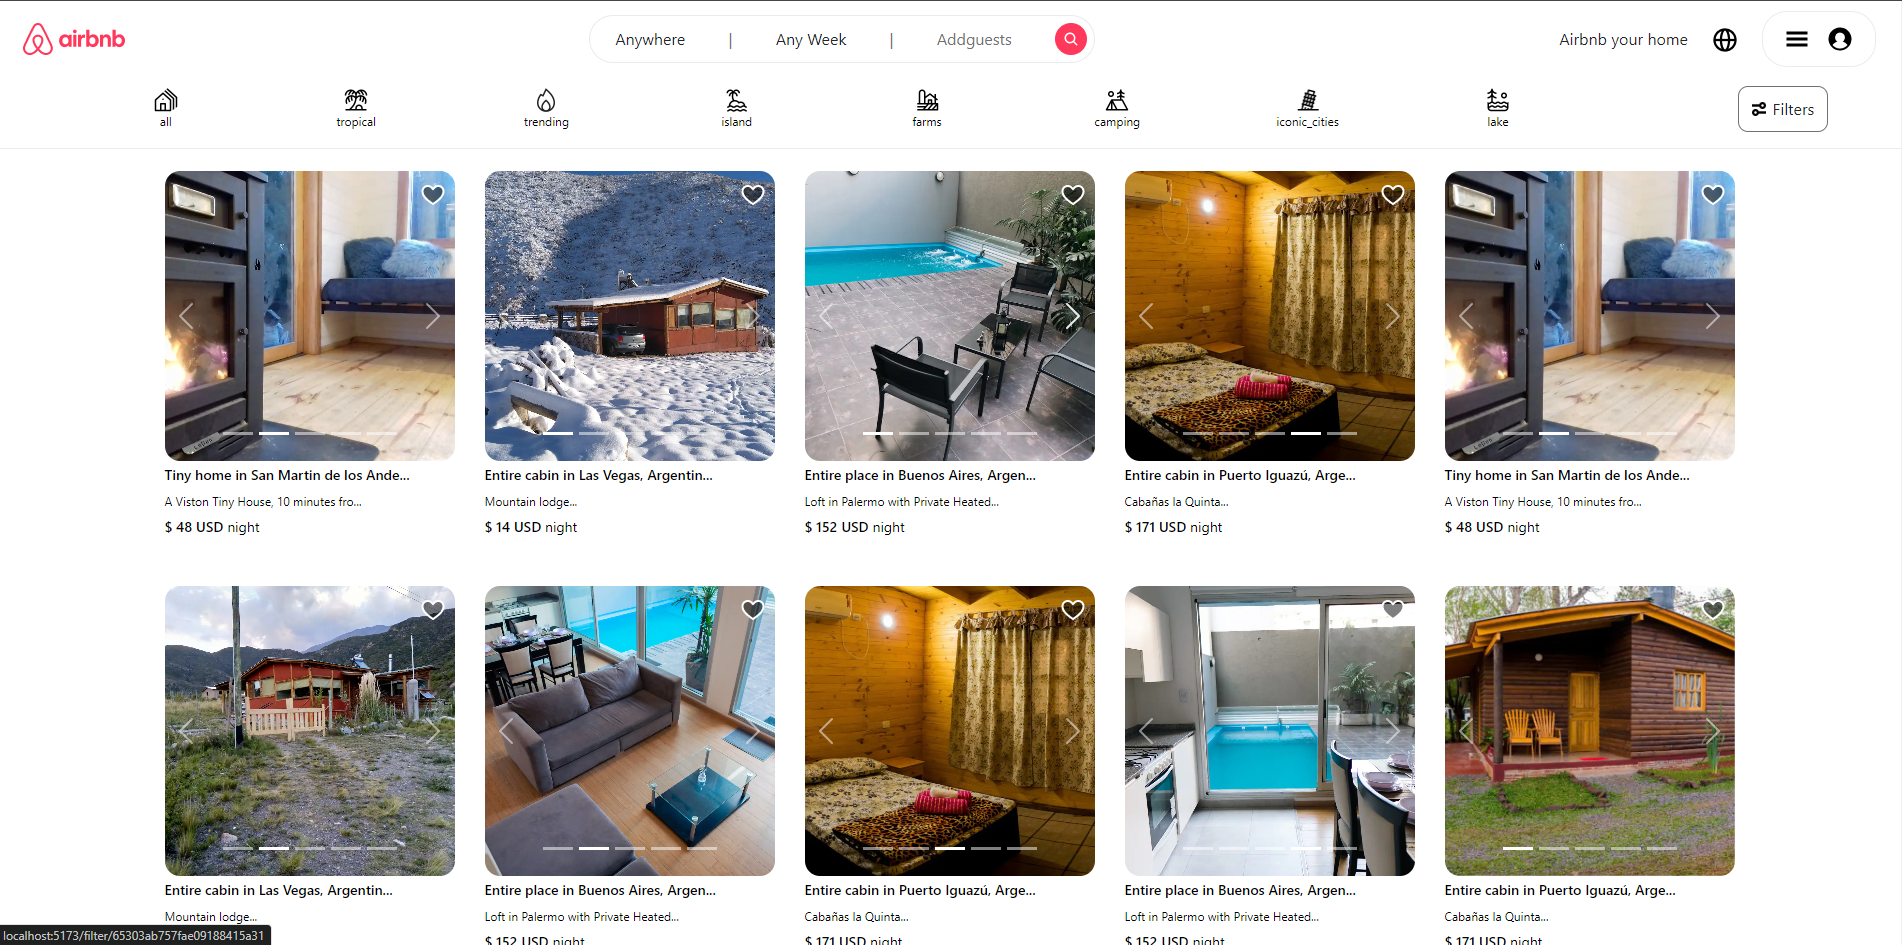 airbnb
Anywhere | Any Week | Addguests
Airbnb your home
all
tropical
trending
island
farms
camping
iconic_cities
lake
Filters
Tiny home in San Martin de los Ande...
A Viston Tiny House, 10 minutes fro...
$ 48 USD night
Entire cabin in Las Vegas, Argentin...
Mountain lodge...
$ 14 USD night
Entire place in Buenos Aires, Argen...
Loft in Palermo with Private Heated...
$ 152 USD night
Entire cabin in Puerto Iguazú, Arge...
Cabañas la Quinta...
$ 171 USD night
Tiny home in San Martin de los Ande...
A Viston Tiny House, 10 minutes fro...
$ 48 USD night
Entire cabin in Las Vegas, Argentin...
Mountain lodge...
Entire place in Buenos Aires, Argen...
Loft in Palermo with Private Heated...
$ 152 USD night
Entire cabin in Puerto Iguazú, Arge...
Cabañas la Quinta...
$ 171 USD night
Entire place in Buenos Aires, Argen...
Loft in Palermo with Private Heated...
$ 152 USD night
Entire cabin in Puerto Iguazú, Arge...
Cabañas la Quinta...
$ 171 USD night
localhost:5173/filter/65303ab757fae09188415a31